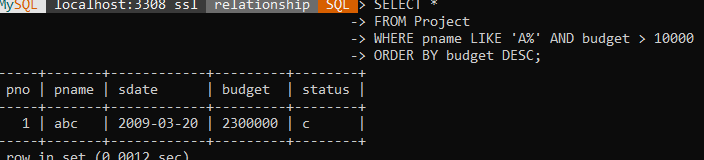 MySQL localhost:3308 ssl relationship SQL > SELECT *
-> FROM Project
-> WHERE pname LIKE 'A%' AND budget > 10000
-> ORDER BY budget DESC;
-----+-------+------------+---------+--------+
pno | pname | sdate | budget | status |
-----+-------+------------+---------+--------+
1 | abc | 2009-03-20 | 2300000 | c |
-----+-------+------------+---------+--------+
row in set (0.0012 sec)